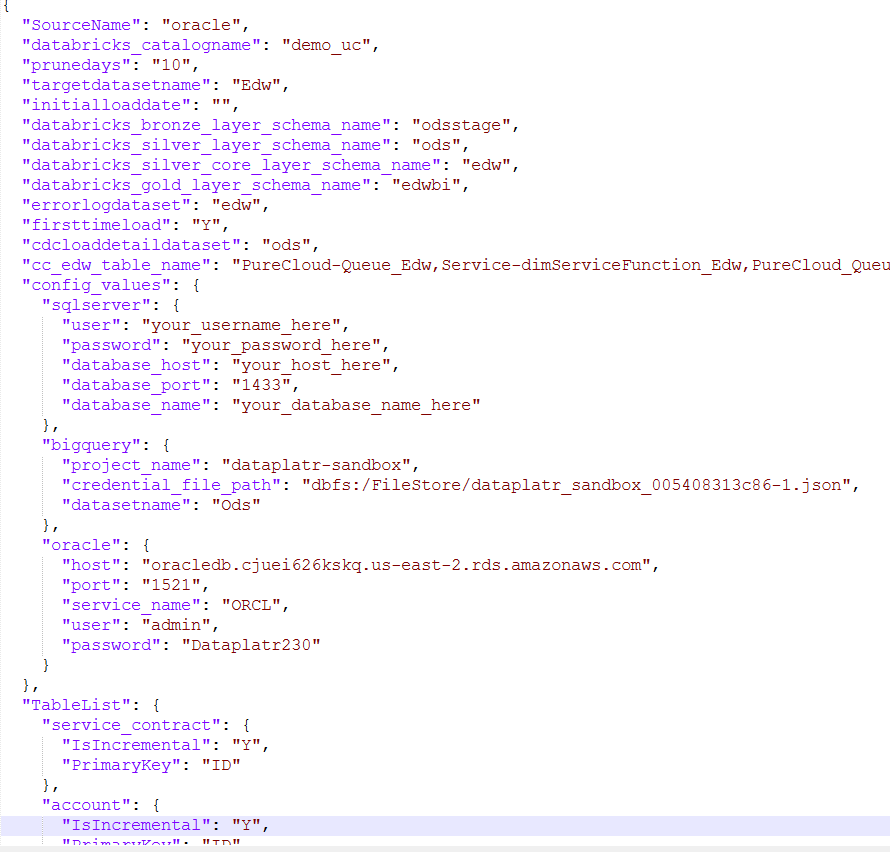 {
"SourceName": "oracle",
"databricks_catalogname": "demo_uc",
"prunedays": "10",
"targetdatasetname": "Edw",
"initialloaddate": "",
"databricks_bronze_layer_schema_name": "odsstage",
"databricks_silver_layer_schema_name": "ods",
"databricks_silver_core_layer_schema_name": "edw",
"databricks_gold_layer_schema_name": "edwbi",
"errorlogdataset": "edw",
"firsttimeload": "Y",
"cdcloaddetaildataset": "ods",
"cc_edw_table_name": "PureCloud-Queue_Edw,Service-dimServiceFunction_Edw,PureCloud_Queu
"config_values": {
"sqlserver": {
"user": "your_username_here",
"password": "your_password_here",
"database_host": "your_host_here",
"database_port": "1433",
"database_name": "your_database_name_here"
},
"bigquery": {
"project_name": "dataplatr-sandbox",
"credential_file_path": "dbfs:/FileStore/dataplatr_sandbox_005408313c86-1.json",
"datasetname": "Ods"
},
"oracle": {
"host": "oracledb.cjuei626kskq.us-east-2.rds.amazonaws.com",
"port": "1521",
"service_name": "ORCL",
"user": "admin",
"password": "Dataplatr230"
}
},
"TableList": {
"service_contract": {
"IsIncremental": "Y",
"PrimaryKey": "ID"
},
"account": {
"IsIncremental": "Y",
"PrimaryKey": "ID"